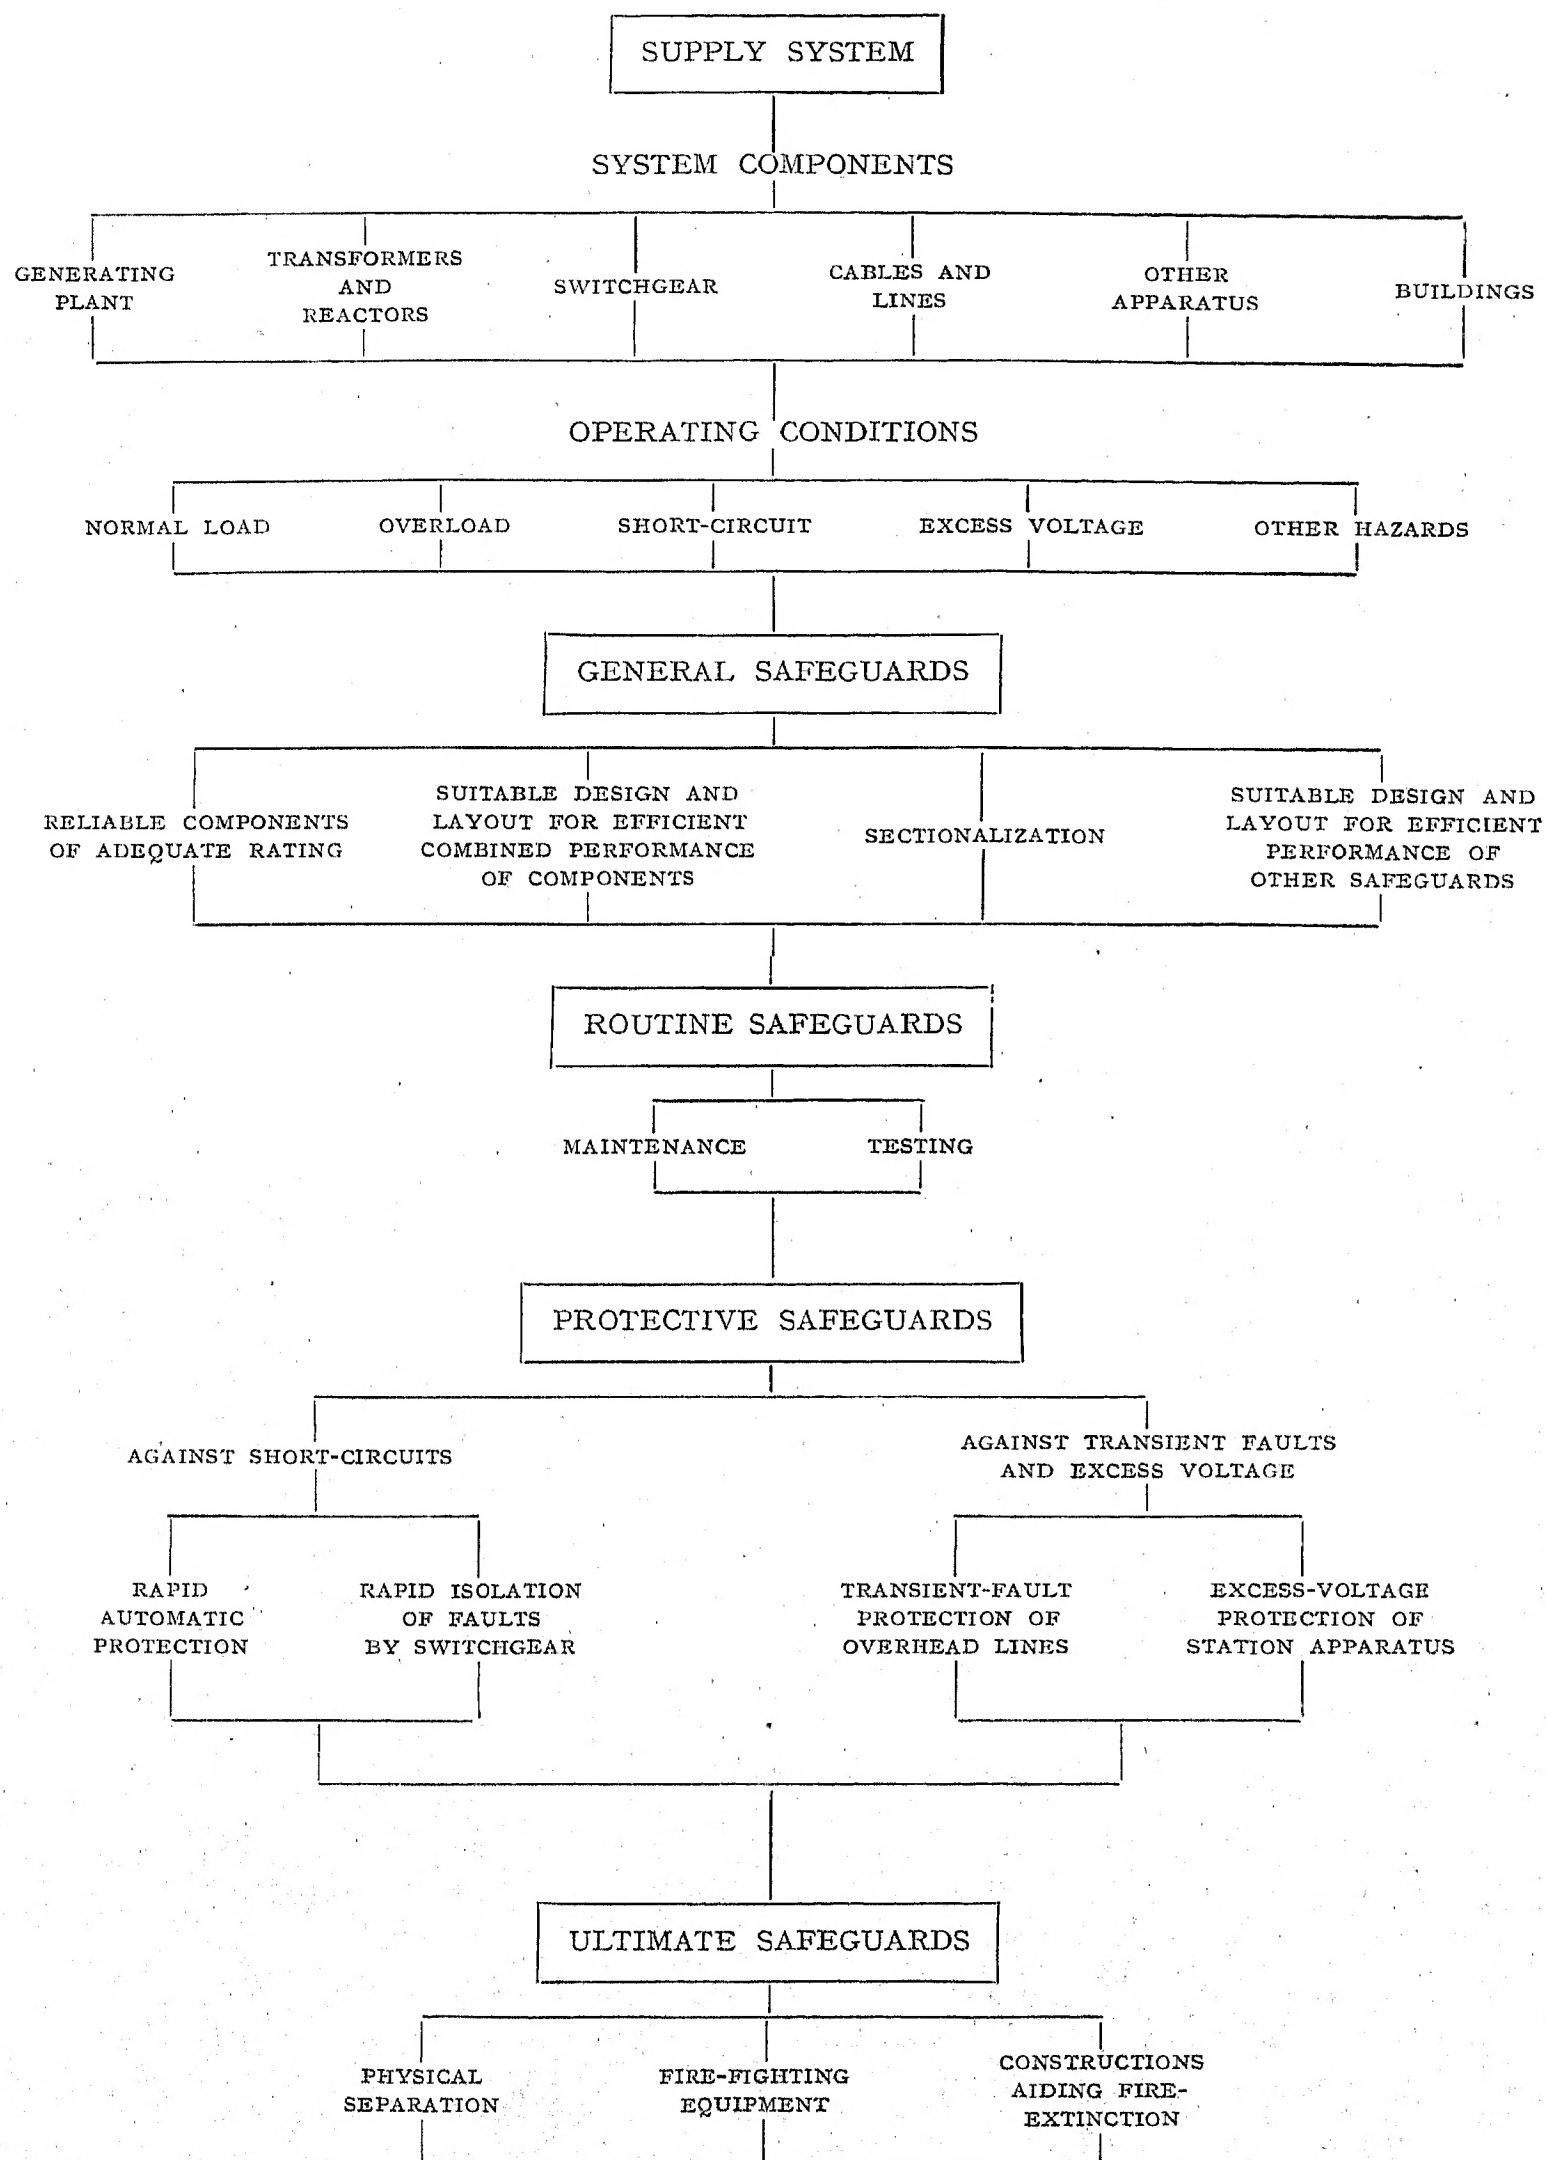 SUPPLY SYSTEM
SYSTEM COMPONENTS
GENERATING
PLANT
TRANSFORMERS
AND
REACTORS
SWITCHGEAR
CABLES AND
LINES
OTHER
APPARATUS
BUILDINGS
OPERATING CONDITIONS
NORMAL LOAD
OVERLOAD
SHORT-CIRCUIT
EXCESS VOLTAGE
OTHER HAZARDS
GENERAL SAFEGUARDS
RELIABLE COMPONENTS
OF ADEQUATE RATING
SUITABLE DESIGN AND
LAYOUT FOR EFFICIENT
COMBINED PERFORMANCE
OF COMPONENTS
SECTIONALIZATION
SUITABLE DESIGN AND
LAYOUT FOR EFFICIENT
PERFORMANCE OF
OTHER SAFEGUARDS
ROUTINE SAFEGUARDS
MAINTENANCE
TESTING
PROTECTIVE SAFEGUARDS
AGAINST SHORT-CIRCUITS
AGAINST TRANSIENT FAULTS
AND EXCESS VOLTAGE
RAPID
AUTOMATIC
PROTECTION
RAPID ISOLATION
OF FAULTS
BY SWITCHGEAR
TRANSIENT-FAULT
PROTECTION OF
OVERHEAD LINES
EXCESS-VOLTAGE
PROTECTION OF
STATION APPARATUS
ULTIMATE SAFEGUARDS
PHYSICAL
SEPARATION
FIRE-FIGHTING
EQUIPMENT
CONSTRUCTIONS
AIDING FIRE-
EXTINCTION